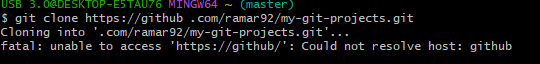 USB 3.0@DESKTOP-E5TAU76 MINGW64 ~ (master)
$ git clone https://github .com/ramar92/my-git-projects.git
Cloning into '.com/ramar92/my-git-projects.git'...
fatal: unable to access 'https://github/': Could not resolve host: github